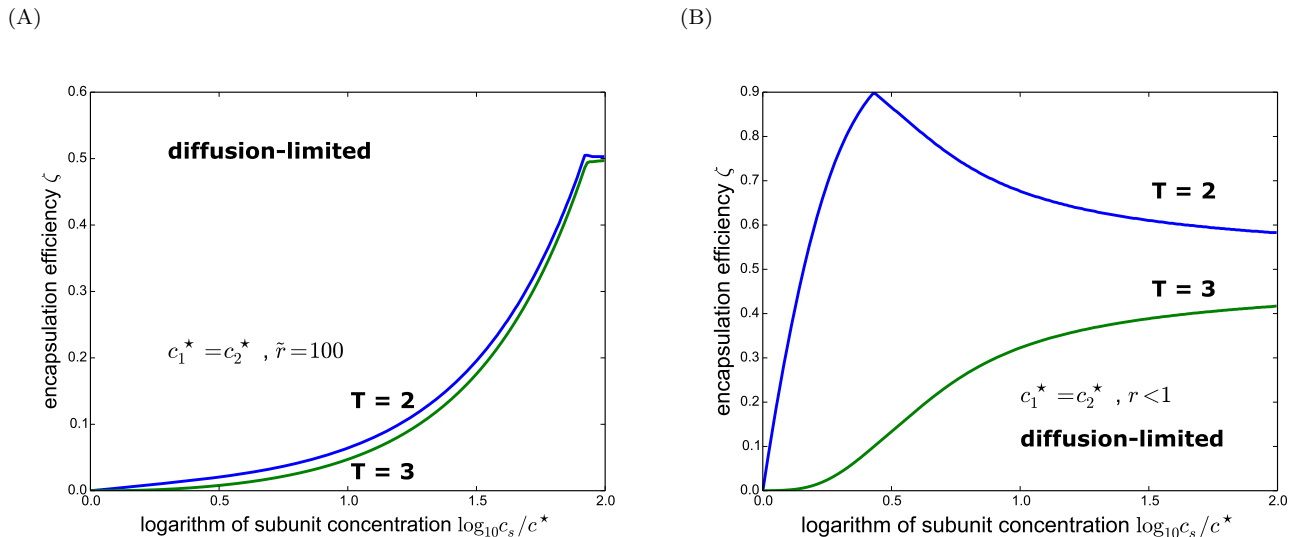 (A)
0.6
0.5
0.4
0.3
0.2
0.1
0.0
0.0
0.5
1.0
1.5
2.0
encapsulation efficiency ζ
logarithm of subunit concentration log₁₀cₛ/c⋆
diffusion-limited
c₁⋆ = c₂⋆ , r̃ = 100
T = 2
T = 3
(B)
0.9
0.8
0.7
0.6
0.5
0.4
0.3
0.2
0.1
0.0
0.0
0.5
1.0
1.5
2.0
encapsulation efficiency ζ
logarithm of subunit concentration log₁₀cₛ/c⋆
T = 2
T = 3
c₁⋆ = c₂⋆ , r < 1
diffusion-limited